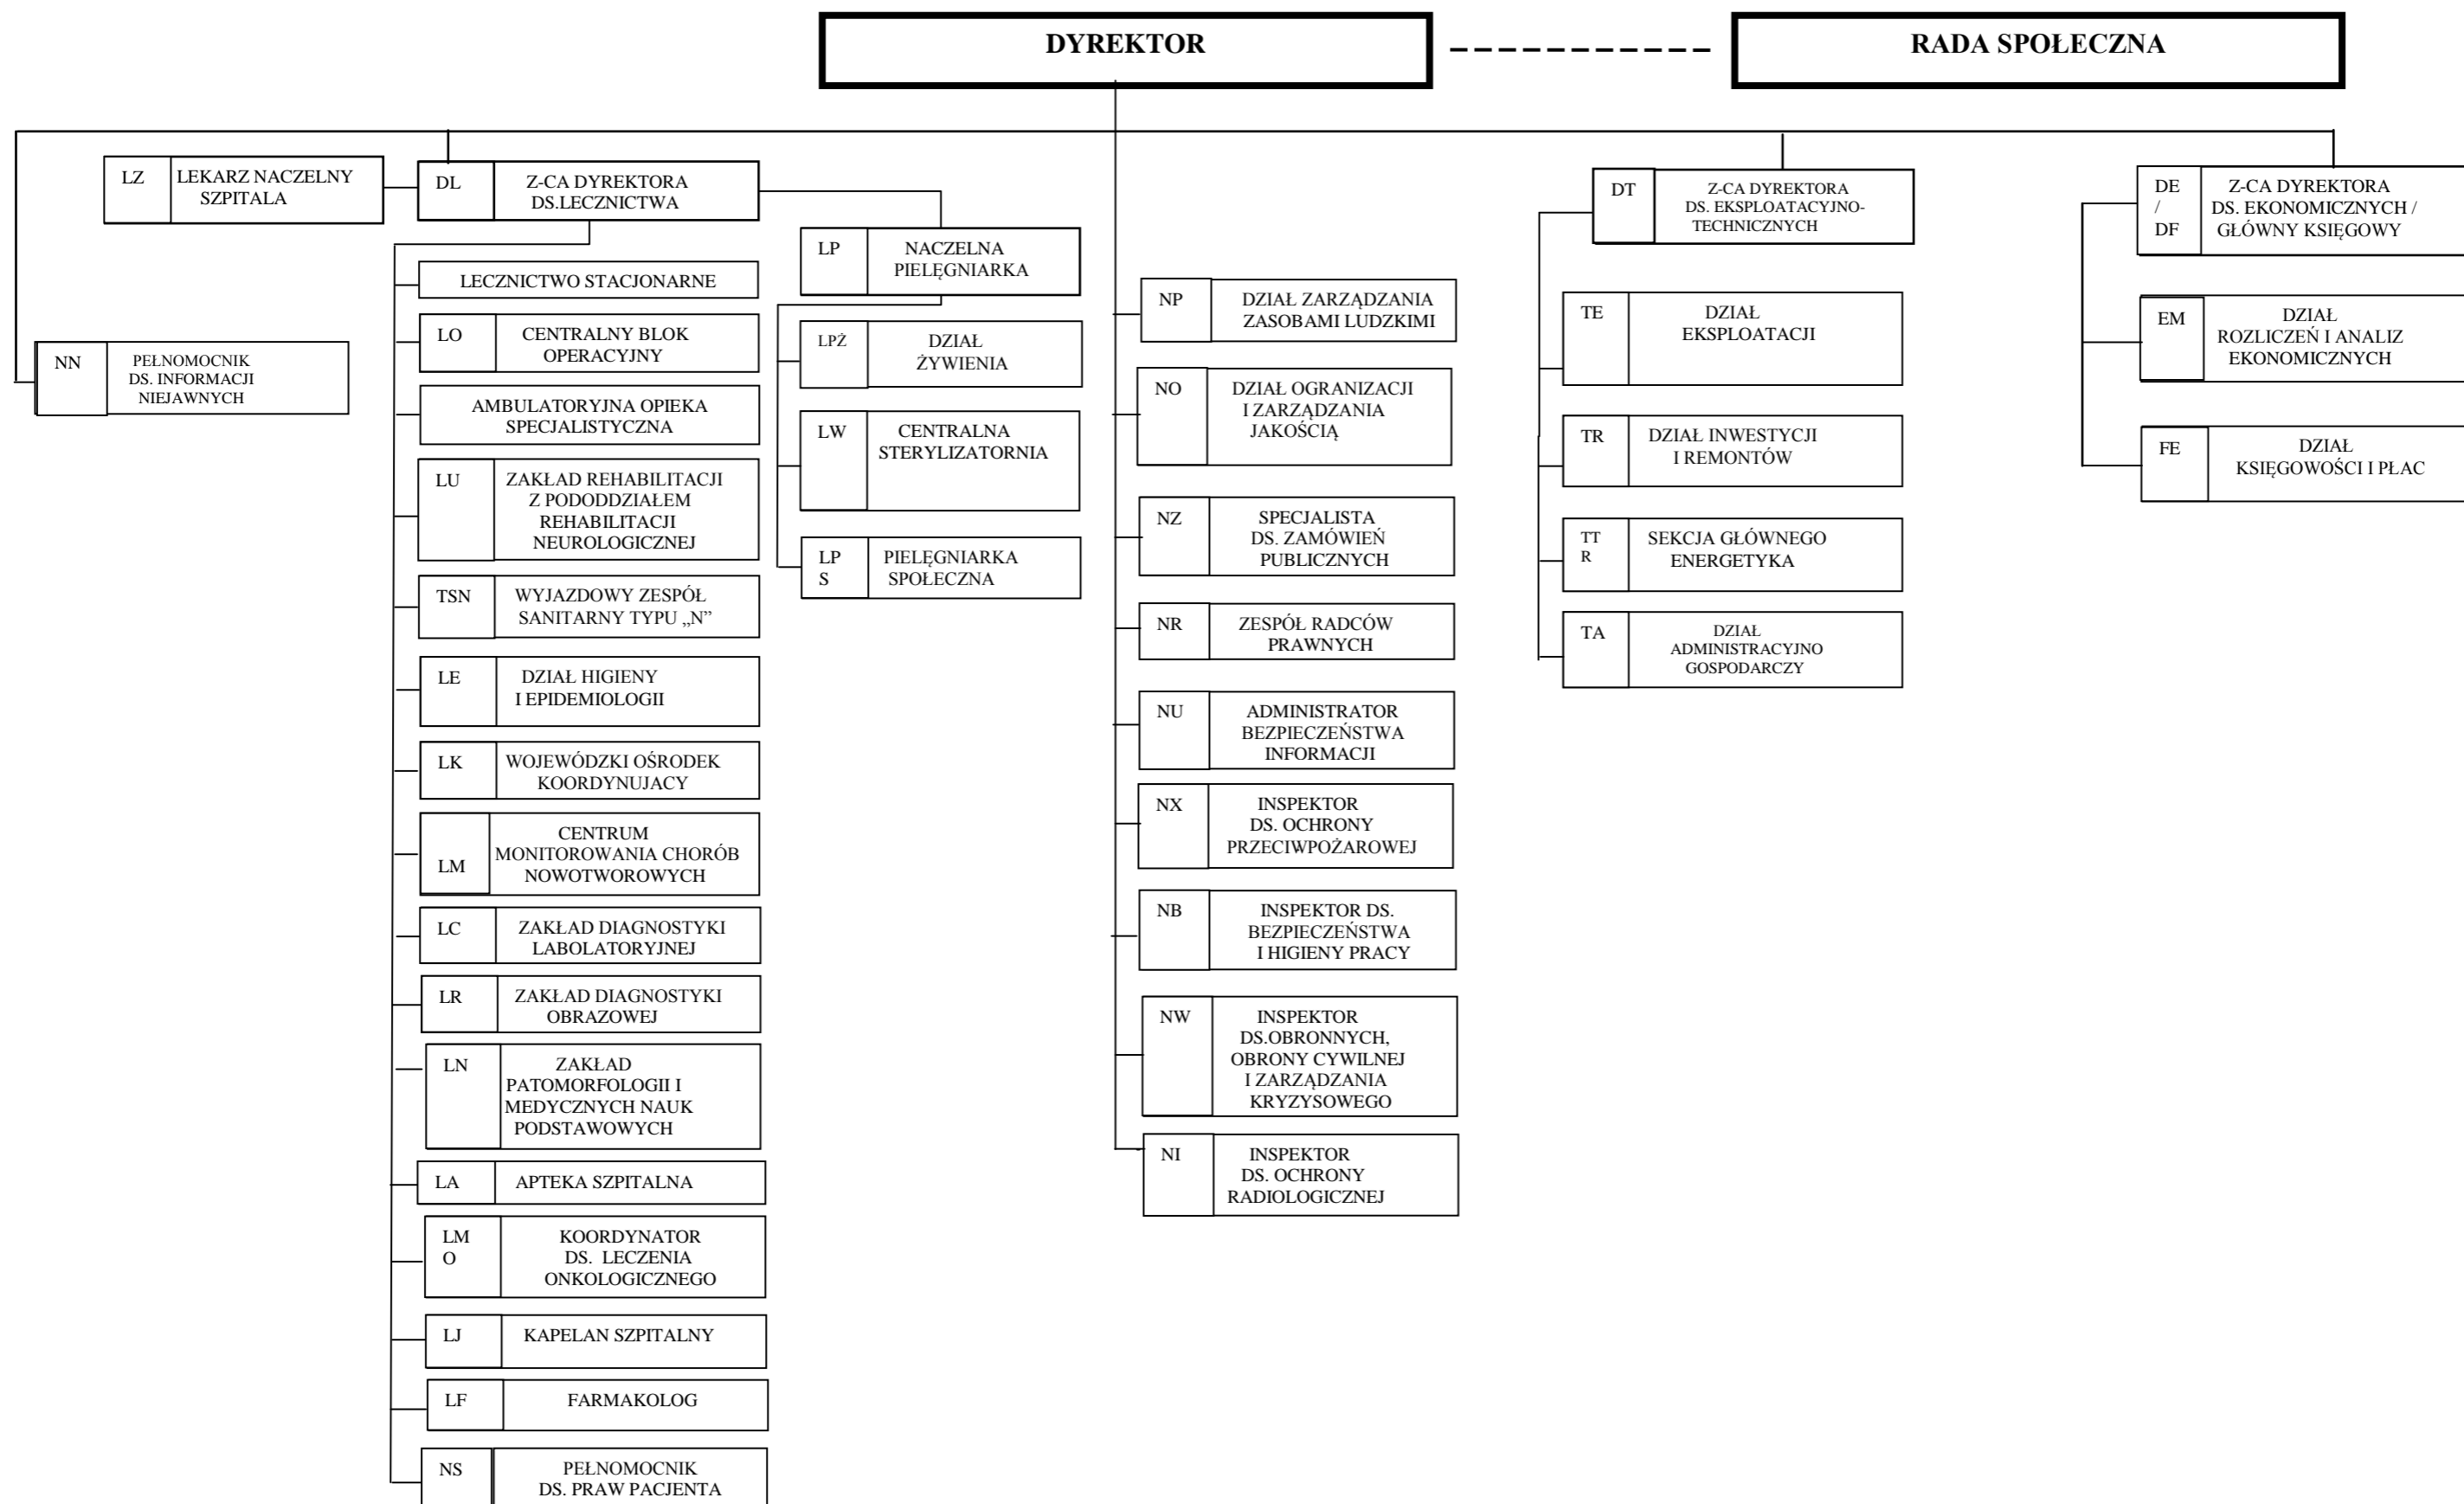 DYREKTOR
RADA SPOŁECZNA
LZ
LEKARZ NACZELNY
SZPITALA
DL
Z-CA DYREKTORA
DS.LECZNICTWA
LP
NACZELNA
PIELĘGNIARKA
DT
Z-CA DYREKTORA
DS. EKSPLOATACYJNO-
TECHNICZNYCH
DE
/
DF
Z-CA DYREKTORA
DS. EKONOMICZNYCH /
GŁÓWNY KSIĘGOWY
NN
PEŁNOMOCNIK
DS. INFORMACJI
NIEJAWNYCH
LECZNICTWO STACJONARNE
LO
CENTRALNY BLOK
OPERACYJNY
AMBULATORYJNA OPIEKA
SPECJALISTYCZNA
LU
ZAKŁAD REHABILITACJI
Z PODODDZIAŁEM
REHABILITACJI
NEUROLOGICZNEJ
TSN
WYJAZDOWY ZESPÓŁ
SANITARNY TYPU „N”
LE
DZIAŁ HIGIENY
I EPIDEMIOLOGII
LK
WOJEWÓDZKI OŚRODEK
KOORDYNUJACY
LM
CENTRUM
MONITOROWANIA CHORÓB
NOWOTWOROWYCH
LC
ZAKŁAD DIAGNOSTYKI
LABOLATORYJNEJ
LR
ZAKŁAD DIAGNOSTYKI
OBRAZOWEJ
LN
ZAKŁAD
PATOMORFOLOGII I
MEDYCZNYCH NAUK
PODSTAWOWYCH
LA
APTEKA SZPITALNA
LM
O
KOORDYNATOR
DS. LECZENIA
ONKOLOGICZNEGO
LJ
KAPELAN SZPITALNY
LF
FARMAKOLOG
NS
PEŁNOMOCNIK
DS. PRAW PACJENTA
LPŻ
DZIAŁ
ŻYWIENIA
LW
CENTRALNA
STERYLIZATORNIA
LP
S
PIELĘGNIARKA
SPOŁECZNA
NP
DZIAŁ ZARZĄDZANIA
ZASOBAMI LUDZKIMI
NO
DZIAŁ OGRANIZACJI
I ZARZĄDZANIA
JAKOŚCIĄ
NZ
SPECJALISTA
DS. ZAMÓWIEŃ
PUBLICZNYCH
NR
ZESPÓŁ RADCÓW
PRAWNYCH
NU
ADMINISTRATOR
BEZPIECZEŃSTWA
INFORMACJI
NX
INSPEKTOR
DS. OCHRONY
PRZECIWPOŻAROWEJ
NB
INSPEKTOR DS.
BEZPIECZEŃSTWA
I HIGIENY PRACY
NW
INSPEKTOR
DS.OBRONNYCH,
OBRONY CYWILNEJ
I ZARZĄDZANIA
KRYZYSOWEGO
NI
INSPEKTOR
DS. OCHRONY
RADIOLOGICZNEJ
TE
DZIAŁ
EKSPLOATACJI
TR
DZIAŁ INWESTYCJI
I REMONTÓW
TT
R
SEKCJA GŁÓWNEGO
ENERGETYKA
TA
DZIAŁ
ADMINISTRACYJNO
GOSPODARCZY
EM
DZIAŁ
ROZLICZEŃ I ANALIZ
EKONOMICZNYCH
FE
DZIAŁ
KSIĘGOWOŚCI I PŁAC